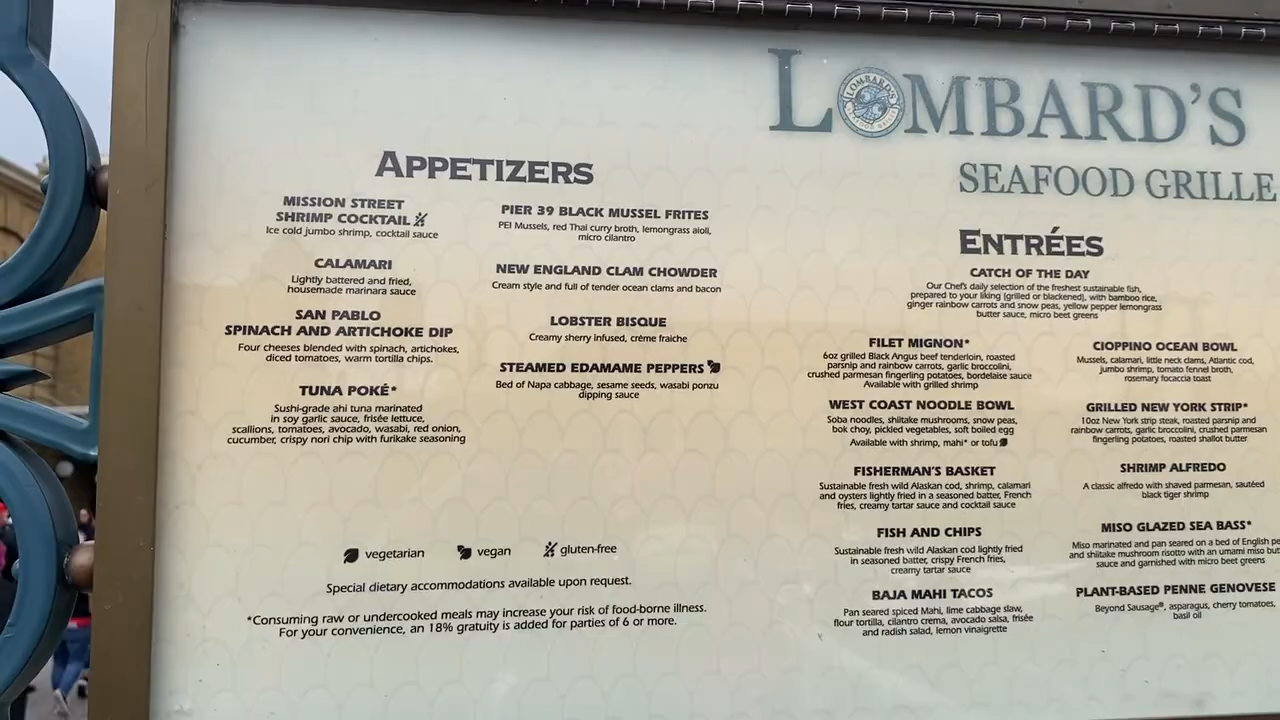 LOMBARD'S
SEAFOOD GRILLE
APPETIZERS
MISSION STREET
SHRIMP COCKTAIL
Ice cold jumbo shrimp, cocktail sauce
CALAMARI
Lightly battered and fried,
housemade marinara sauce
SAN PABLO
SPINACH AND ARTICHOKE DIP
Four cheeses blended with spinach, artichokes,
diced tomatoes, warm tortilla chips.
TUNA POKÉ*
Sushi-grade ahi tuna marinated
in soy garlic sauce, frisée lettuce,
scallions, tomatoes, avocado, wasabi, red onion,
cucumber, crispy nori chip with furikake seasoning
PIER 39 BLACK MUSSEL FRITES
PEI Mussels, red Thai curry broth, lemongrass aioli,
micro cilantro
NEW ENGLAND CLAM CHOWDER
Cream style and full of tender ocean clams and bacon
LOBSTER BISQUE
Creamy sherry infused, crème fraiche
STEAMED EDAMAME PEPPERS
Bed of Napa cabbage, sesame seeds, wasabi ponzu
dipping sauce
vegetarian vegan gluten-free
Special dietary accommodations available upon request.
*Consuming raw or undercooked meals may increase your risk of food-borne illness.
For your convenience, an 18% gratuity is added for parties of 6 or more.
ENTRÉES
CATCH OF THE DAY
Our Chef's daily selection of the freshest sustainable fish,
prepared to your liking (grilled or blackened), with bamboo rice,
ginger rainbow carrots and snow peas, yellow pepper lemongrass
butter sauce, micro beet greens
FILET MIGNON*
6oz grilled Black Angus beef tenderloin, roasted
parsnip and rainbow carrots, garlic broccolini,
crushed parmesan fingerling potatoes, bordelaise sauce
Available with grilled shrimp
WEST COAST NOODLE BOWL
Soba noodles, shiitake mushrooms, snow peas,
bok choy, pickled vegetables, soft boiled egg
Available with shrimp, mahi* or tofu
FISHERMAN'S BASKET
Sustainable fresh wild Alaskan cod, shrimp, calamari
and oysters lightly fried in a seasoned batter, French
fries, creamy tartar sauce and cocktail sauce
FISH AND CHIPS
Sustainable fresh wild Alaskan cod lightly fried
in seasoned batter, crispy French fries,
creamy tartar sauce
BAJA MAHI TACOS
Pan seared spiced Mahi, lime cabbage slaw,
flour tortilla, cilantro crema, avocado salsa, frisée
and radish salad, lemon vinaigrette
CIOPPINO OCEAN BOWL
Mussels, calamari, little neck clams, Atlantic cod,
jumbo shrimp, tomato fennel broth,
rosemary focaccia toast
GRILLED NEW YORK STRIP*
10oz New York strip steak, roasted parsnip and
rainbow carrots, garlic broccolini, crushed parmesan
fingerling potatoes, roasted shallot butter
SHRIMP ALFREDO
A classic alfredo with shaved parmesan, sautéed
black tiger shrimp
MISO GLAZED SEA BASS*
Miso marinated and pan seared on a bed of English
and shiitake mushroom risotto with an umami miso
sauce and garnished with micro beet greens
PLANT-BASED PENNE GENOVESE
Beyond Sausage®, asparagus, cherry tomatoes,
basil oil